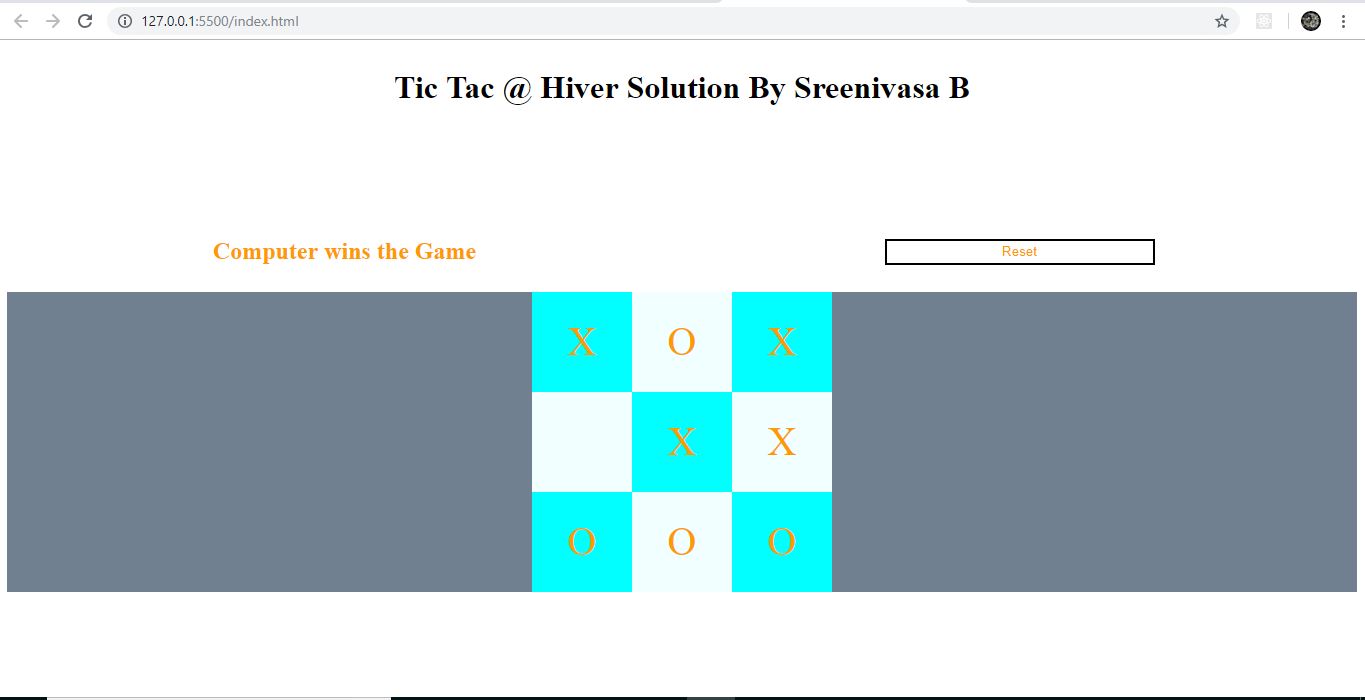 127.0.0.1:5500/index.html
Tic Tac @ Hiver Solution By Sreenivasa B
Computer wins the Game
Reset
X O X
X X
O O O